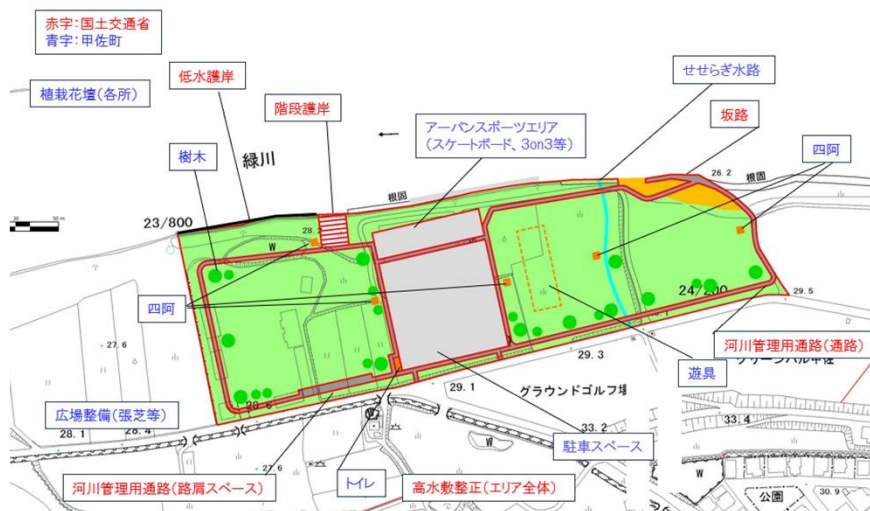 赤字：国土交通省
青字：甲佐町
植栽花壇（各所）
低水護岸
階段護岸
せせらぎ水路
坂路
四阿
アーバンスポーツエリア
（スケートボード、3on3等）
樹木
緑川
根固
26.2
根固
23/800
28.
W
四阿
24/200
29.5
27.6
29.3
河川管理用通路（通路）
遊具
29.1
グラウンドゴルフ場
広場整備（張芝等）
28.1
28.4
28.6
33.2
33.4
駐車スペース
W
27.6
河川管理用通路（路肩スペース）
トイレ
高水敷整正（エリア全体）
W
公園
30.9